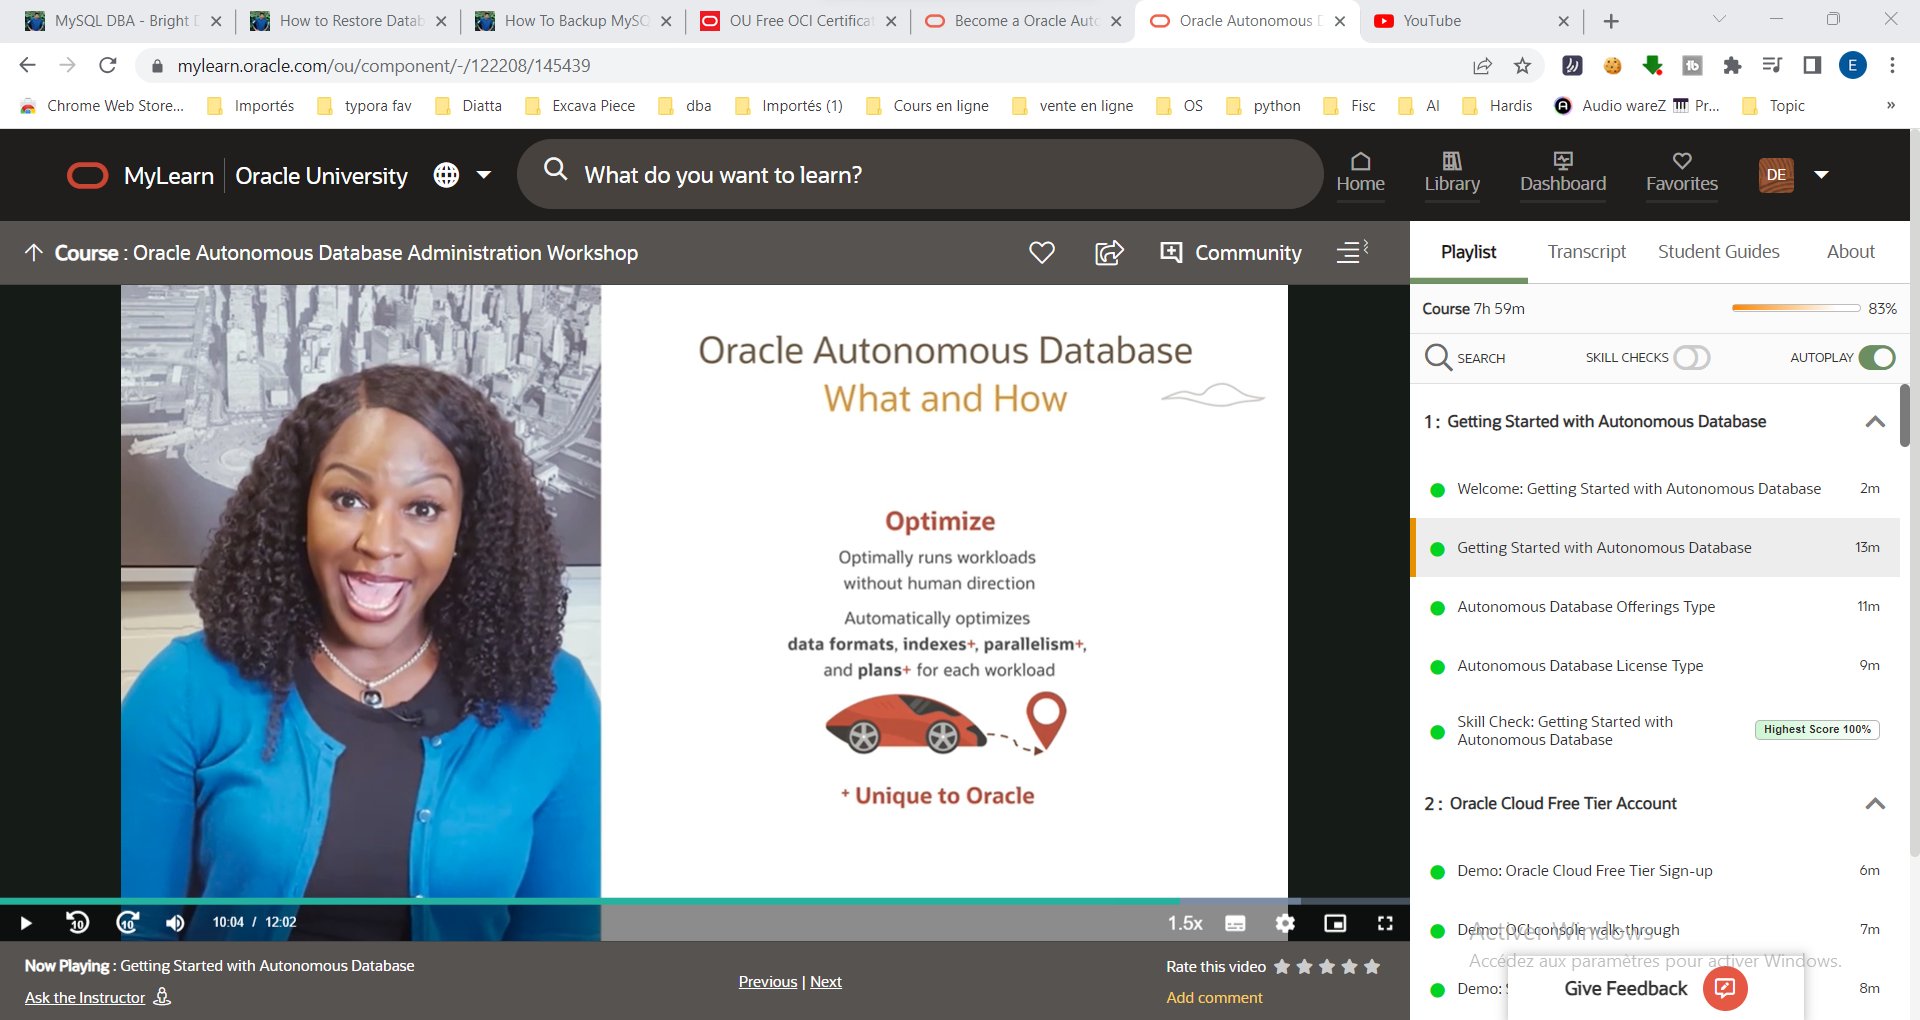 MySQL DBA - Bright
How to Restore Datab
How To Backup MySQ
OU Free OCI Certificat
Become a Oracle Auto
Oracle Autonomous
YouTube
mylearn.oracle.com/ou/component/-/122208/145439
E
Chrome Web Store...
Importés
typora fav
Diatta
Excava Piece
dba
Importés (1)
Cours en ligne
vente en ligne
OS
python
Fisc
AI
Hardis
Audio wareZ
Pr...
Topic
»
MyLearn
Oracle University
What do you want to learn?
Home
Library
Dashboard
Favorites
DE
Course : Oracle Autonomous Database Administration Workshop
Community
Playlist
Transcript
Student Guides
About
Course 7h 59m
83%
SEARCH
SKILL CHECKS
AUTOPLAY
Oracle Autonomous Database
What and How
Optimize
Optimally runs workloads
without human direction
Automatically optimizes
data formats, indexes+, parallelism+,
and plans+ for each workload
+ Unique to Oracle
1 : Getting Started with Autonomous Database
Welcome: Getting Started with Autonomous Database 2m
Getting Started with Autonomous Database 13m
Autonomous Database Offerings Type 11m
Autonomous Database License Type 9m
Skill Check: Getting Started with
Autonomous Database
Highest Score 100%
2 : Oracle Cloud Free Tier Account
Demo: Oracle Cloud Free Tier Sign-up 6m
Demo: OCI console walk-through 7m
Demo: 8m
Activer Windows
Accédez aux paramètres pour activer Windows.
Give Feedback
10
10
10:04 / 12:02
1.5x
Now Playing : Getting Started with Autonomous Database
Ask the Instructor
Previous | Next
Rate this video
Add comment